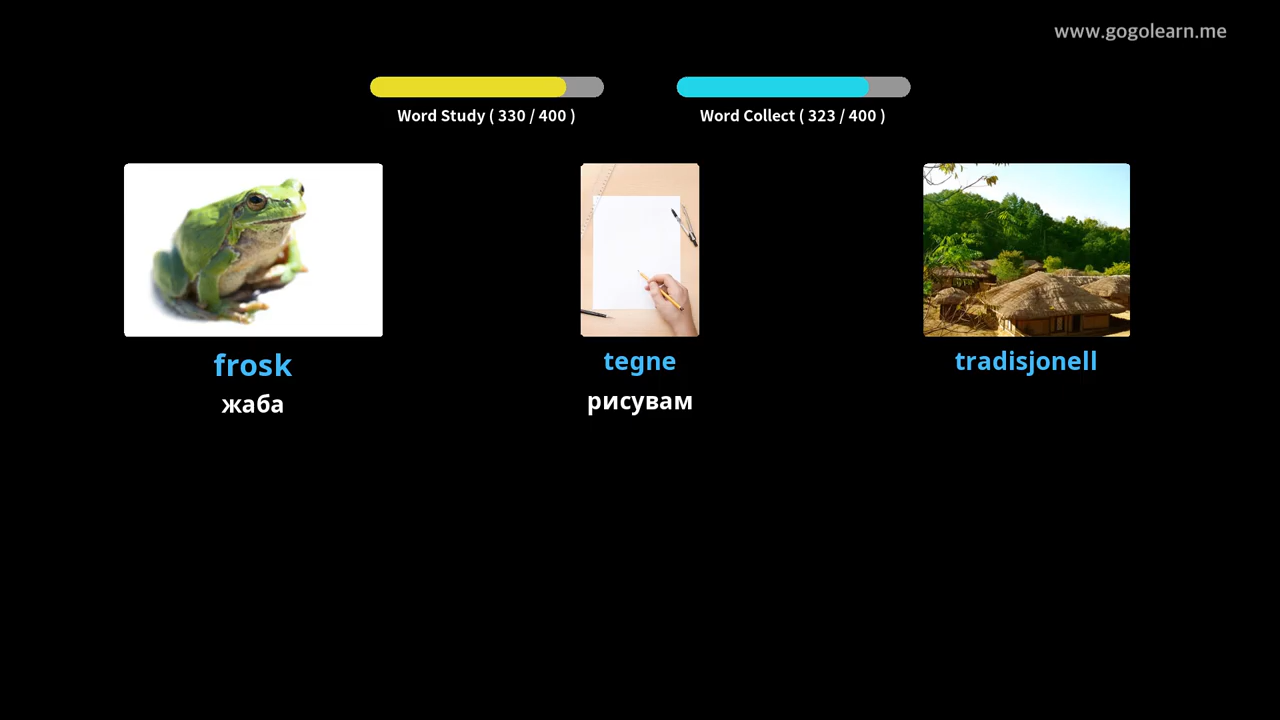 www.gogolearn.me
Word Study ( 330 / 400 )
Word Collect ( 323 / 400 )
frosk
tegne
tradisjonell
жаба
рисувам